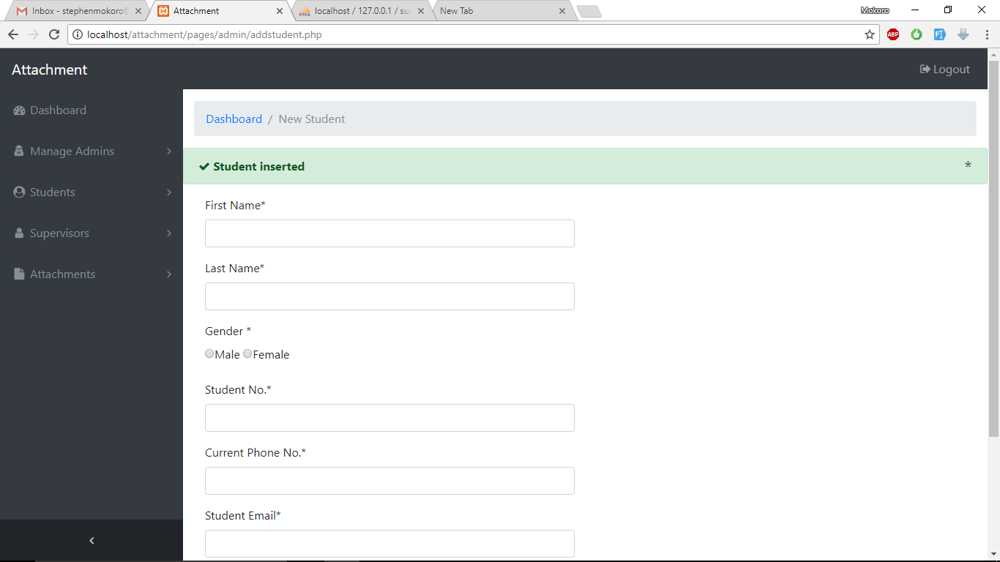 Inbox - stephenmokoro@
Attachment
localhost / 127.0.0.1 / sua
New Tab
Mokoro
localhost/attachment/pages/admin/addstudent.php
ABP
Attachment
Logout
Dashboard
Manage Admins
Students
Supervisors
Attachments
Dashboard / New Student
Student inserted *
First Name*
Last Name*
Gender *
Male Female
Student No.*
Current Phone No.*
Student Email*